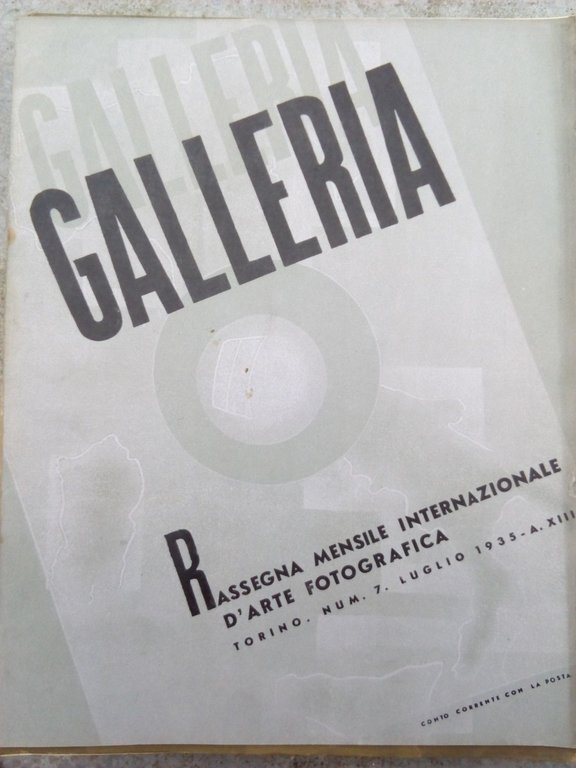 GALLERIA
GALLERIA
RASSEGNA MENSILE INTERNAZIONALE
D'ARTE FOTOGRAFICA
TORINO. NUM. 7. LUGLIO 1935 - A. XIII
CONTO CORRENTE CON LA POSTA